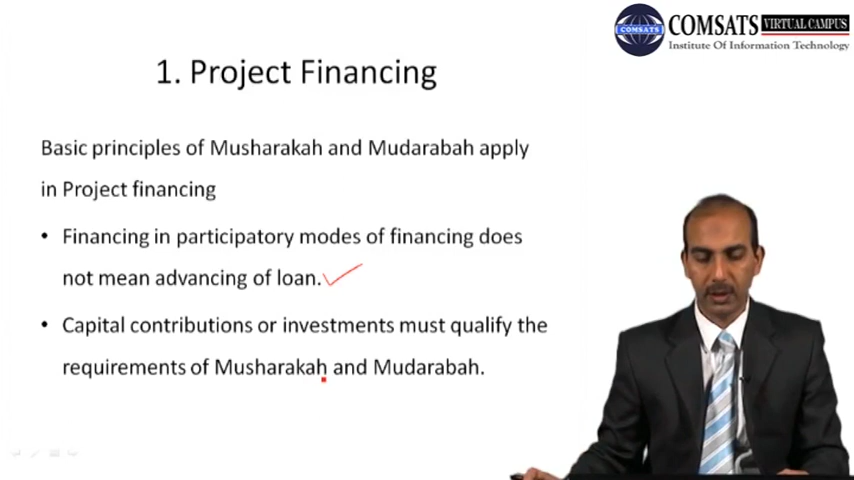 COMSATS VIRTUAL CAMPUS
COMSATS
Institute Of Information Technology
1. Project Financing
Basic principles of Musharakah and Mudarabah apply
in Project financing
• Financing in participatory modes of financing does
not mean advancing of loan.
• Capital contributions or investments must qualify the
requirements of Musharakah and Mudarabah.